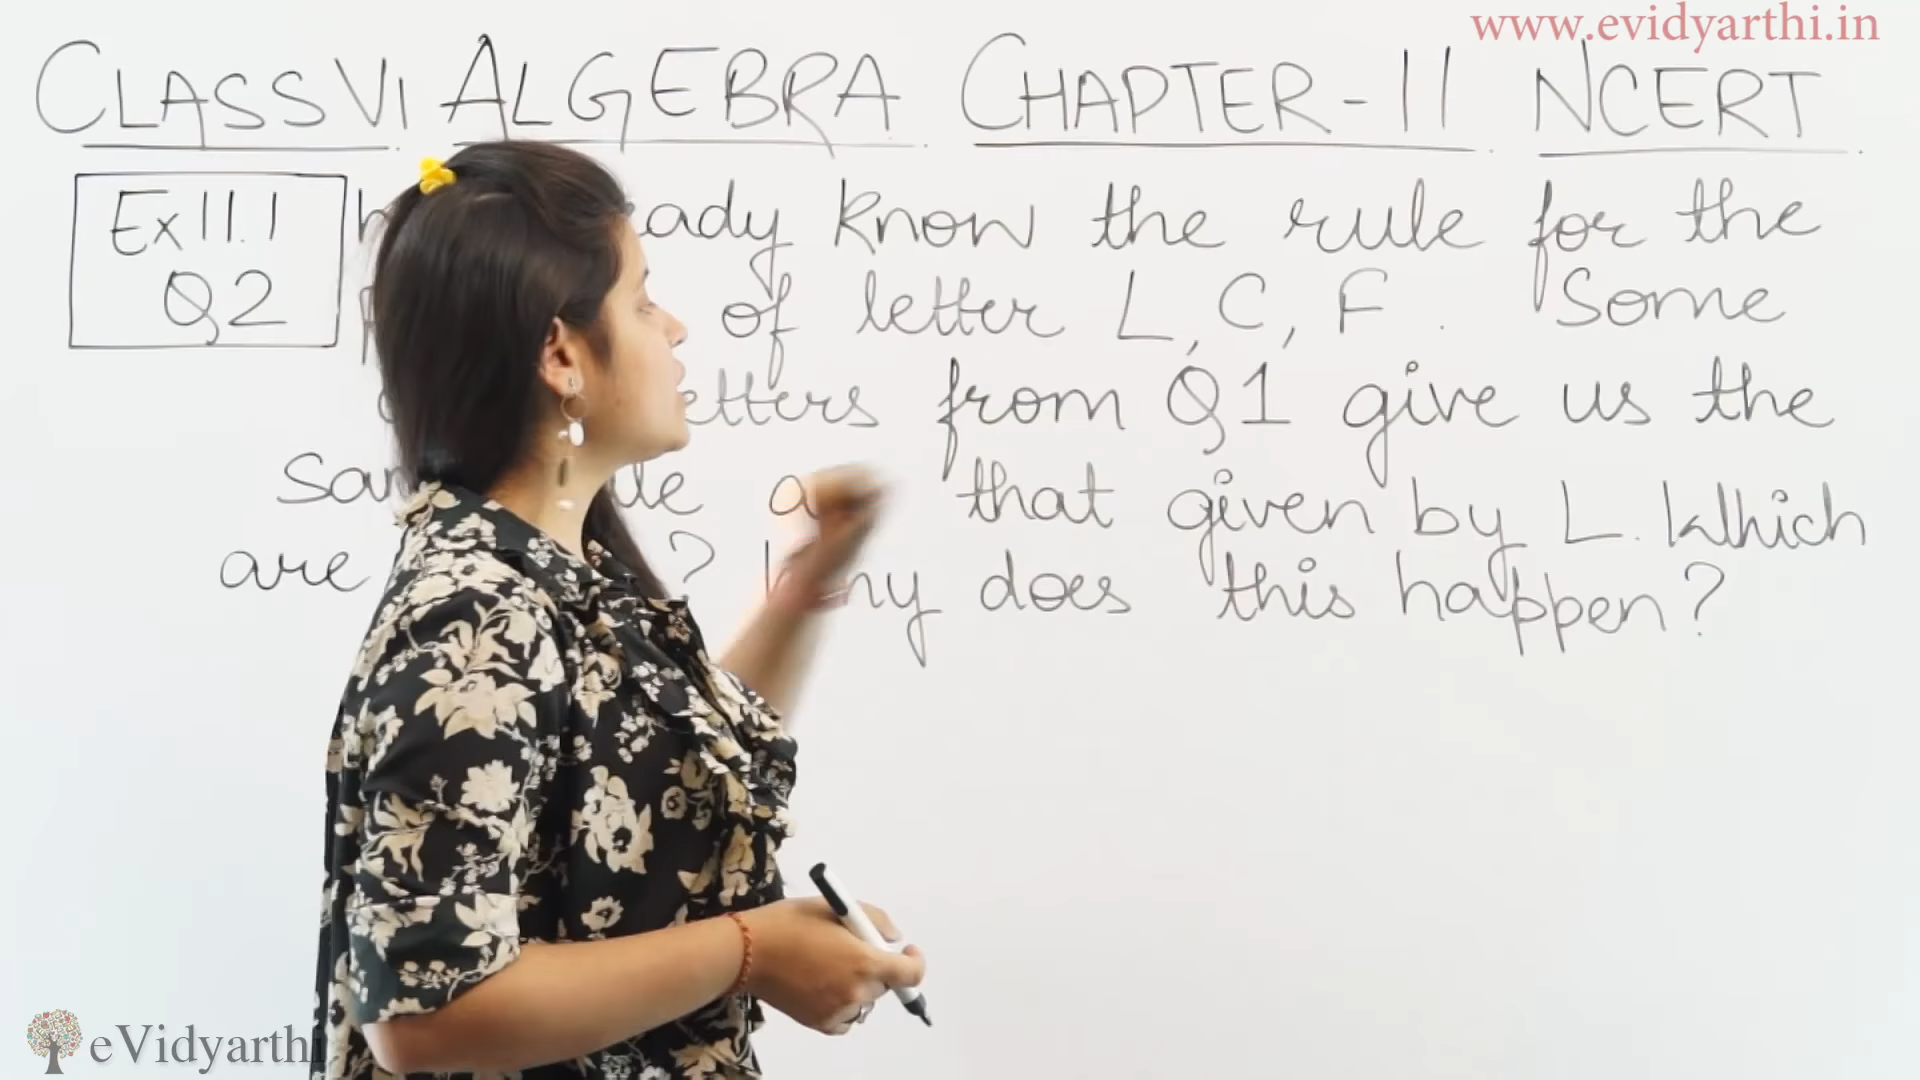 www.evidyarthi.in
CLASS VI ALGEBRA CHAPTER-11 NCERT
Ex 11.1
Q2
know the rule for the
of letter L, C, F. Some
from Q1 give us the
that given by L. Which
are ? Why does this happen?
eVidyarthi